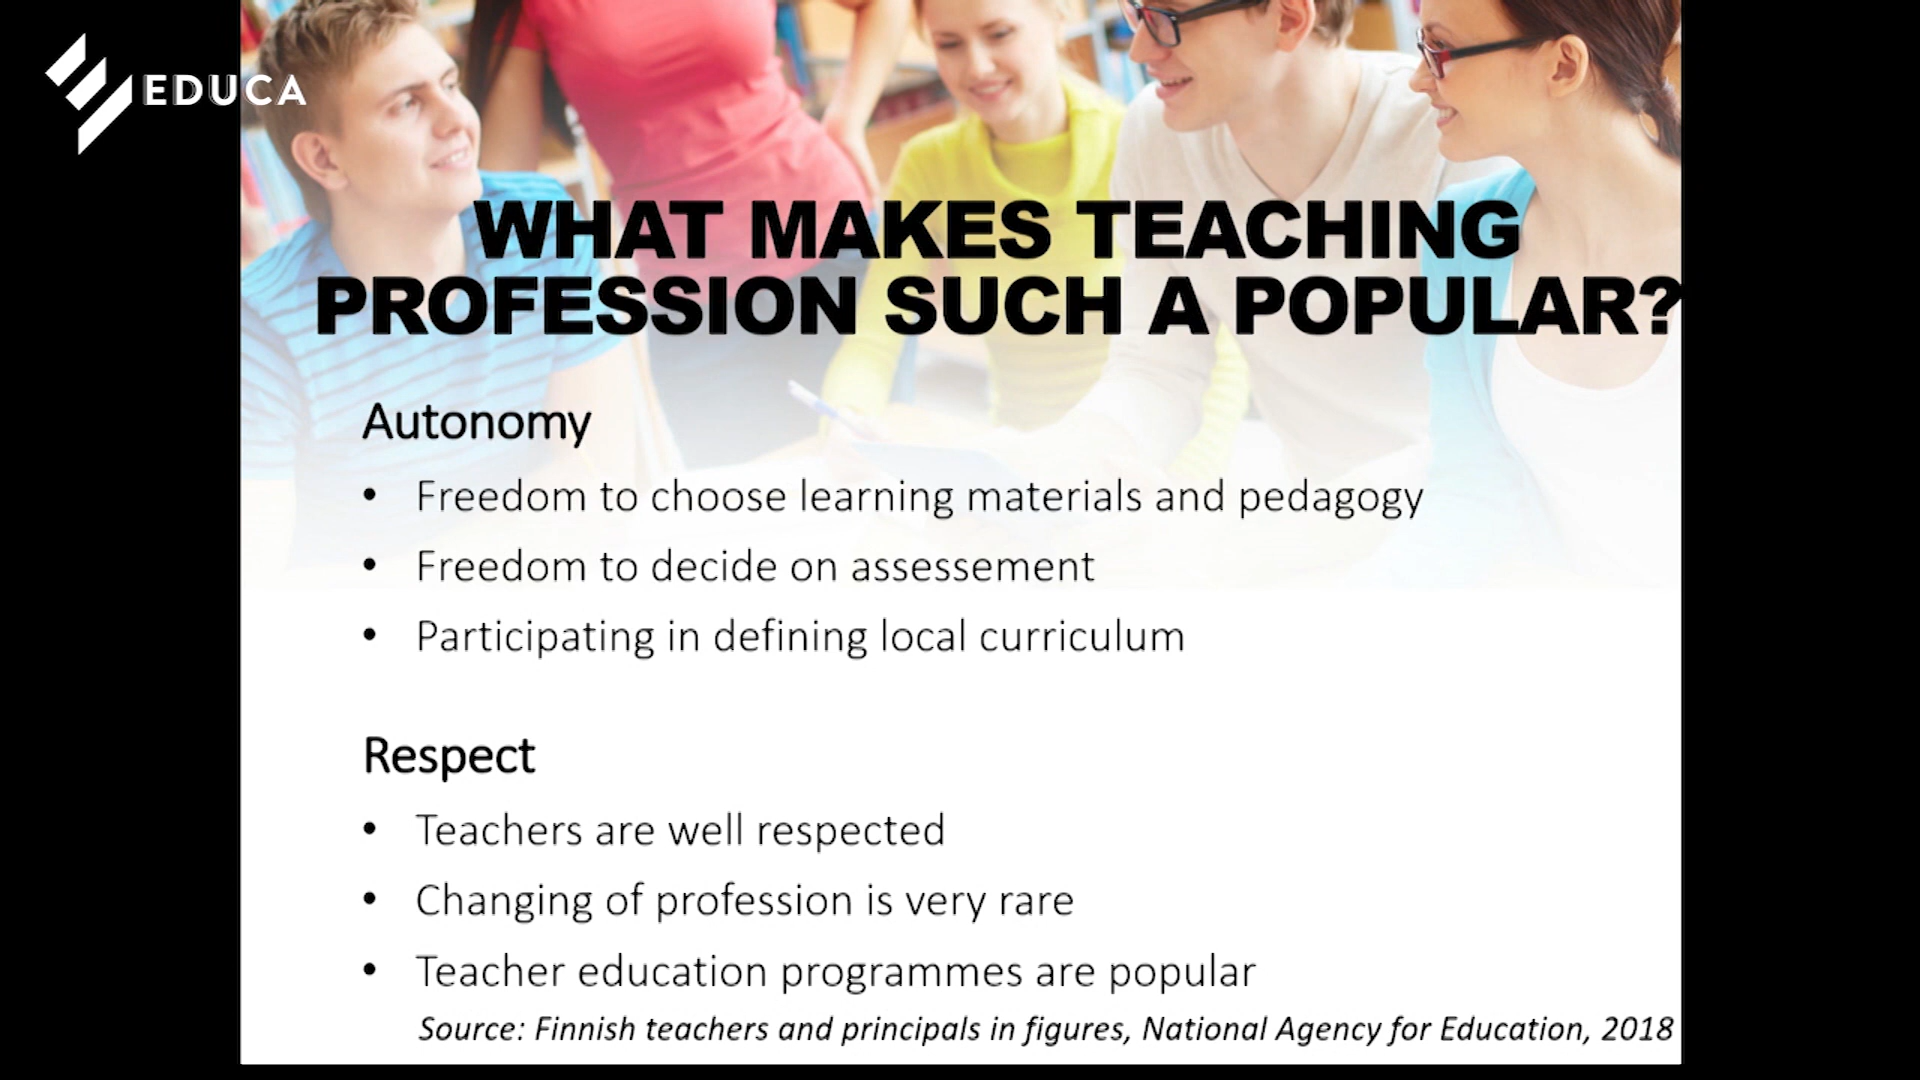 EDUCA
WHAT MAKES TEACHING
PROFESSION SUCH A POPULAR?
Autonomy
• Freedom to choose learning materials and pedagogy
• Freedom to decide on assessement
• Participating in defining local curriculum
Respect
• Teachers are well respected
• Changing of profession is very rare
• Teacher education programmes are popular
Source: Finnish teachers and principals in figures, National Agency for Education, 2018